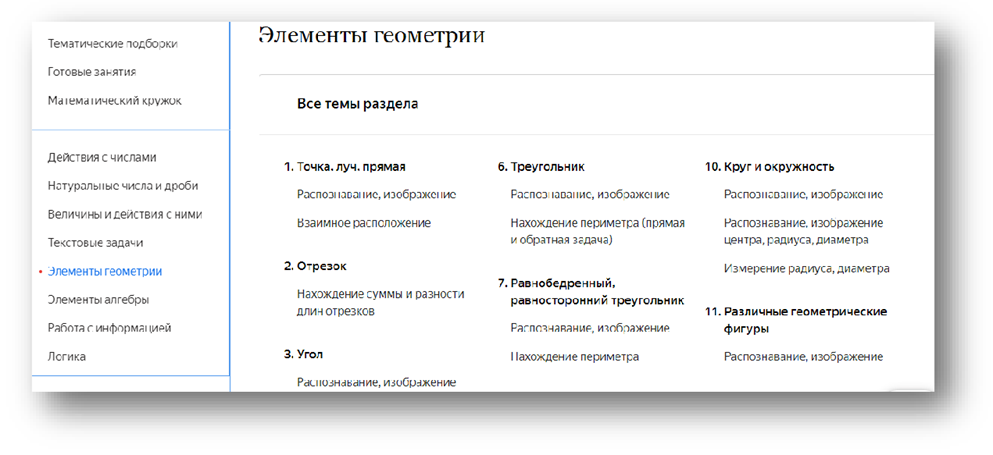 Тематические подборки
Готовые занятия
Математический кружок
Действия с числами
Натуральные числа и дроби
Величины и действия с ними
Текстовые задачи
Элементы геометрии
Элементы алгебры
Работа с информацией
Логика
Элементы геометрии
Все темы раздела
1. Точка. луч. прямая
Распознавание, изображение
Взаимное расположение
2. Отрезок
Нахождение суммы и разности
длин отрезков
3. Угол
Распознавание, изображение
6. Треугольник
Распознавание, изображение
Нахождение периметра (прямая
и обратная задача)
7. Равнобедренный,
равносторонний треугольник
Распознавание, изображение
Нахождение периметра
10. Круг и окружность
Распознавание, изображение
Распознавание, изображение
центра, радиуса, диаметра
Измерение радиуса, диаметра
11. Различные геометрические
фигуры
Распознавание, изображение